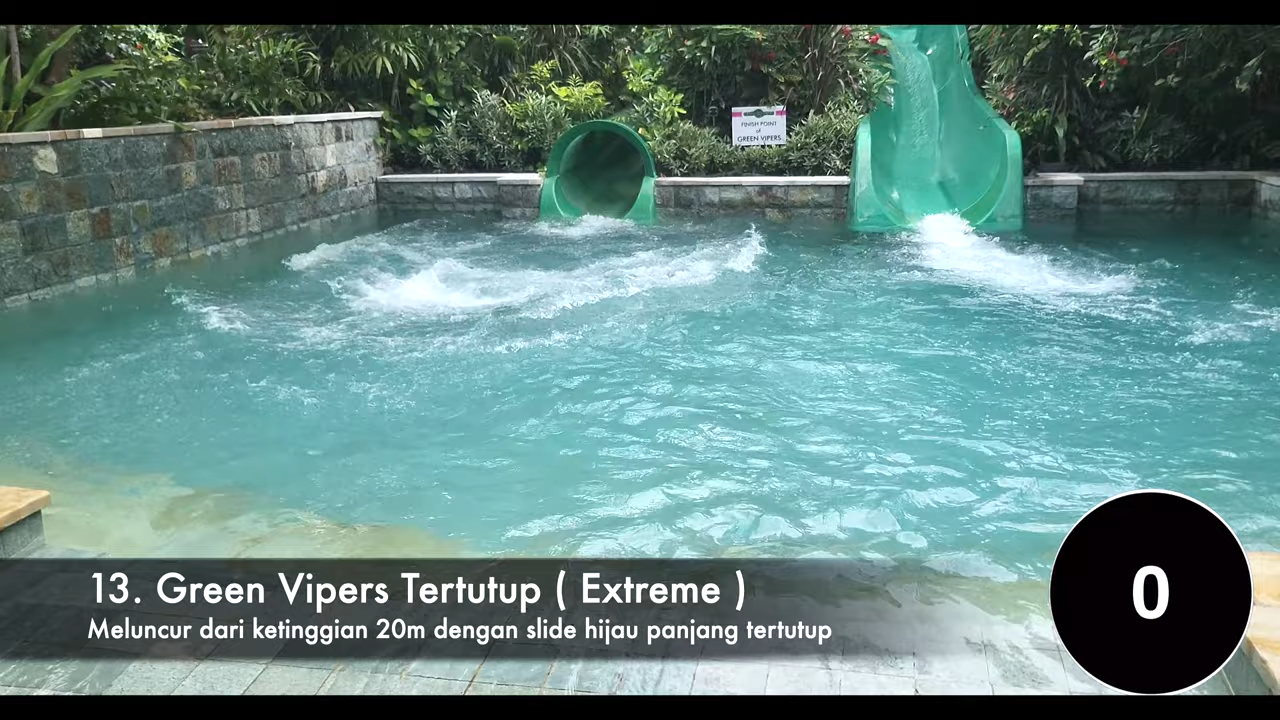 FINISH POINT
of
GREEN VIPERS
13. Green Vipers Tertutup ( Extreme )
Meluncur dari ketinggian 20m dengan slide hijau panjang tertutup
0